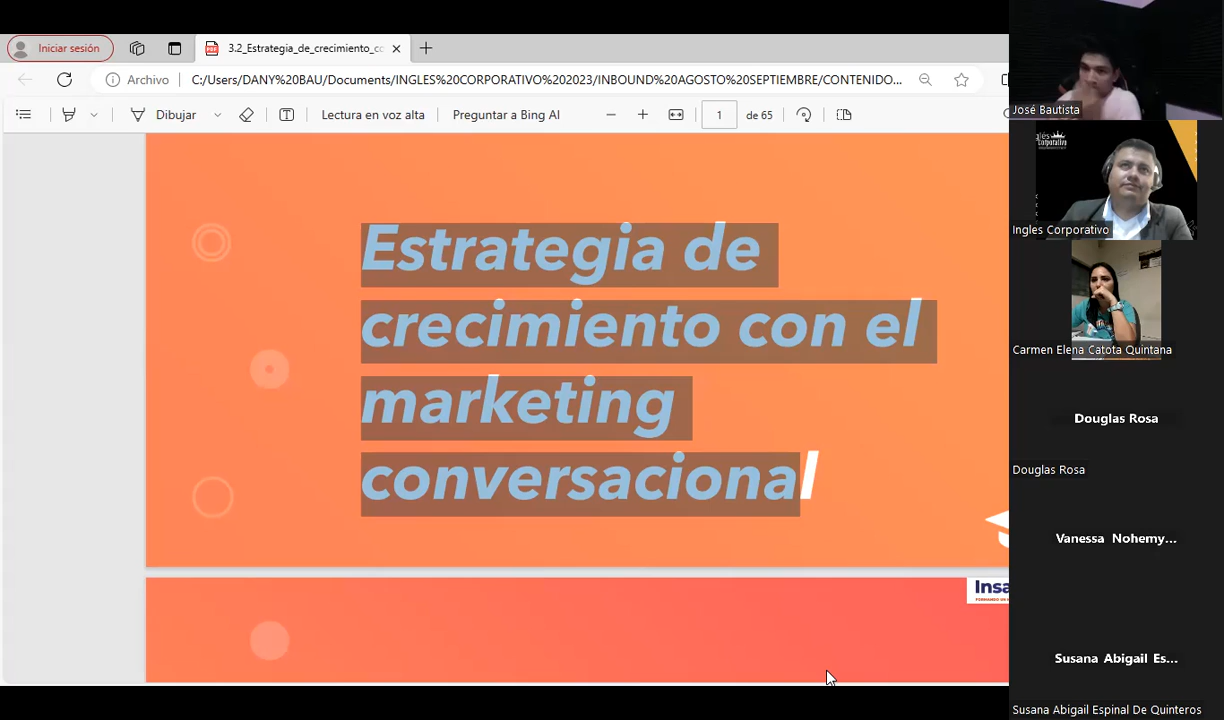 Iniciar sesión
3.2_Estrategia_de_crecimiento_cc
Archivo
C:/Users/DANY%20BAU/Documents/INGLES%20CORPORATIVO%202023/INBOUND%20AGOSTO%20SEPTIEMBRE/CONTENIDO...
Dibujar
Lectura en voz alta
Preguntar a Bing AI
1
de 65
Estrategia de
crecimiento con el
marketing
conversacional
Insa
José Bautista
Ingles Corporativo
Carmen Elena Catota Quintana
Douglas Rosa
Douglas Rosa
Vanessa Nohemy...
Susana Abigail Es...
Susana Abigail Espinal De Quinteros